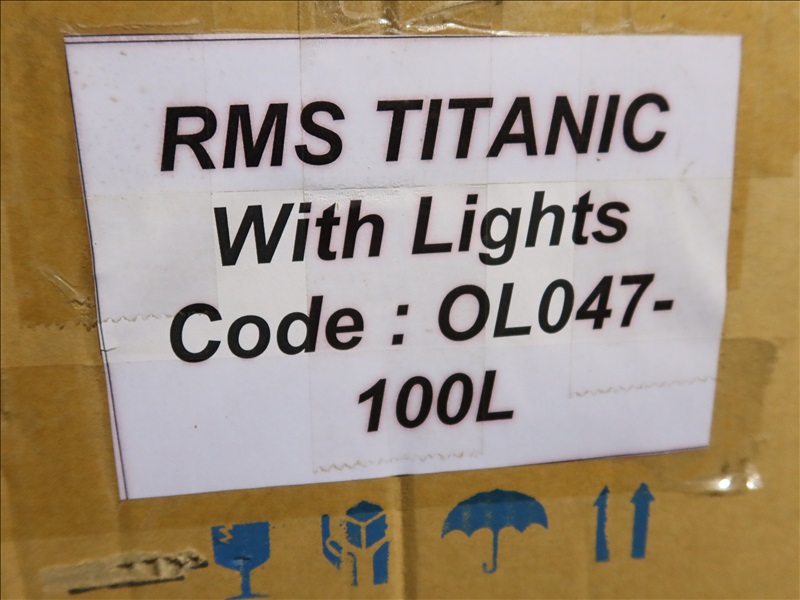 RMS TITANIC
With Lights
Code : OL047-
100L